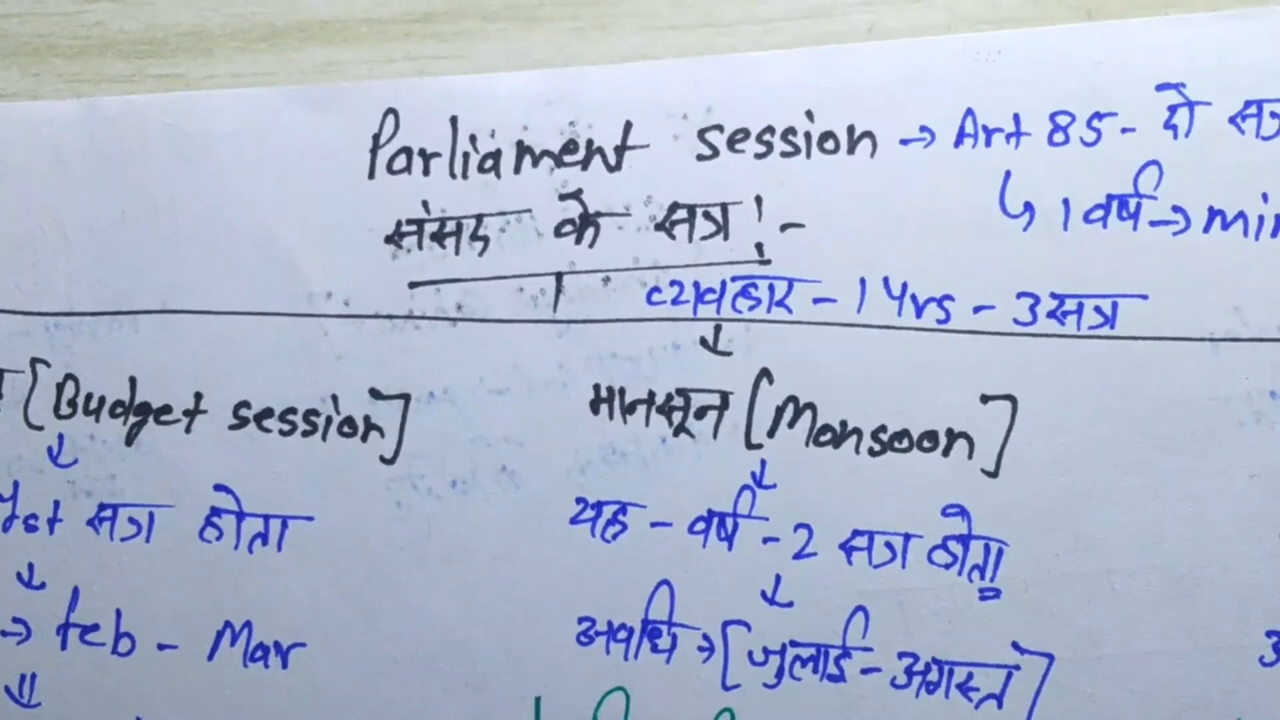 Parliament session → Art 85 - दो सत्र
संसद के सत्र :-
↳ 1 वर्ष → min
व्यवहार - 1 Yrs - 3 सत्र
[Budget session]
मानसून [Monsoon]
1st सत्र होता
यह - वर्ष - 2 सत्र होता
→ feb - Mar
अवधि → [जुलाई - अगस्त]